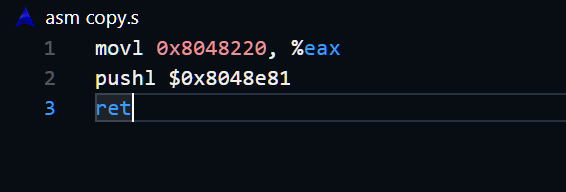 asm copy.s
1 movl 0x8048220, %eax
2 pushl $0x8048e81
3 ret